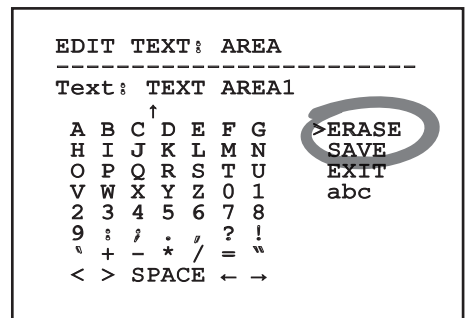 EDIT TEXT: AREA
------------------------
Text: TEXT AREA1
↑
A B C D E F G >ERASE
H I J K L M N SAVE
O P Q R S T U EXIT
V W X Y Z 0 1 abc
2 3 4 5 6 7 8
9 : ; . , ? !
‘ + - * / = “
< > SPACE ← →